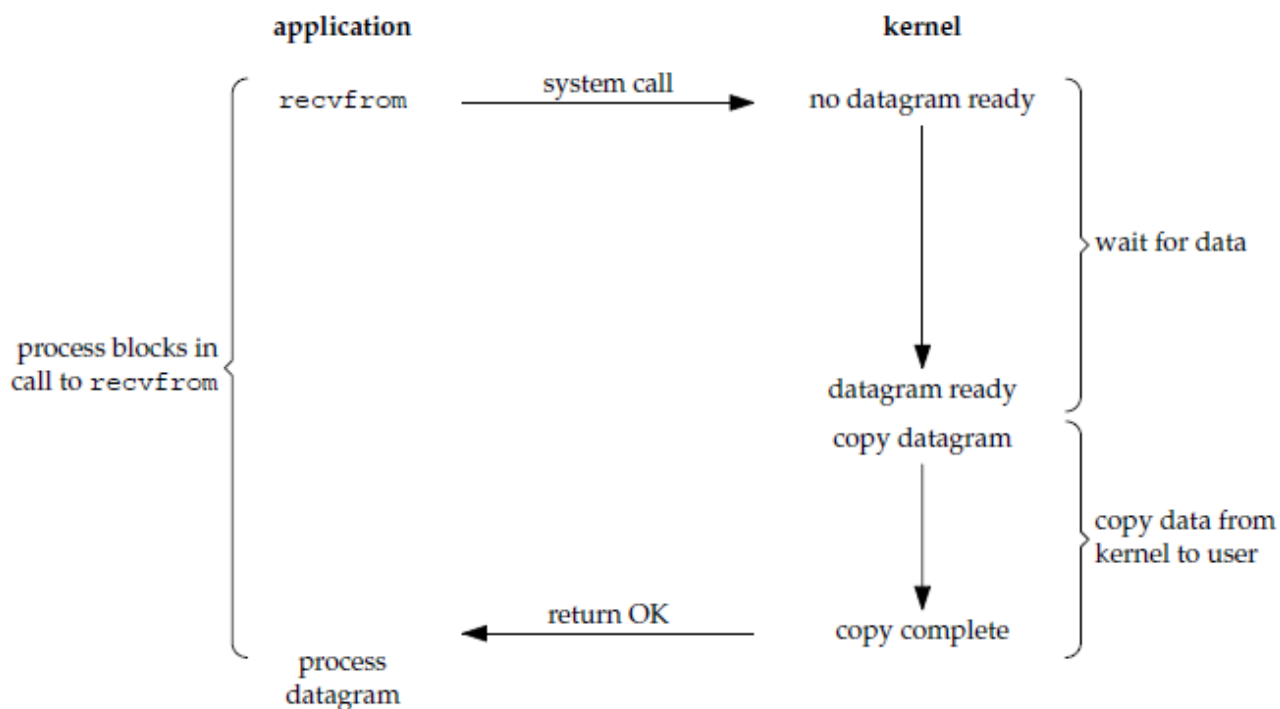 application
kernel
recvfrom
system call
no datagram ready
wait for data
process blocks in
call to recvfrom
datagram ready
copy datagram
copy data from
kernel to user
return OK
copy complete
process
datagram